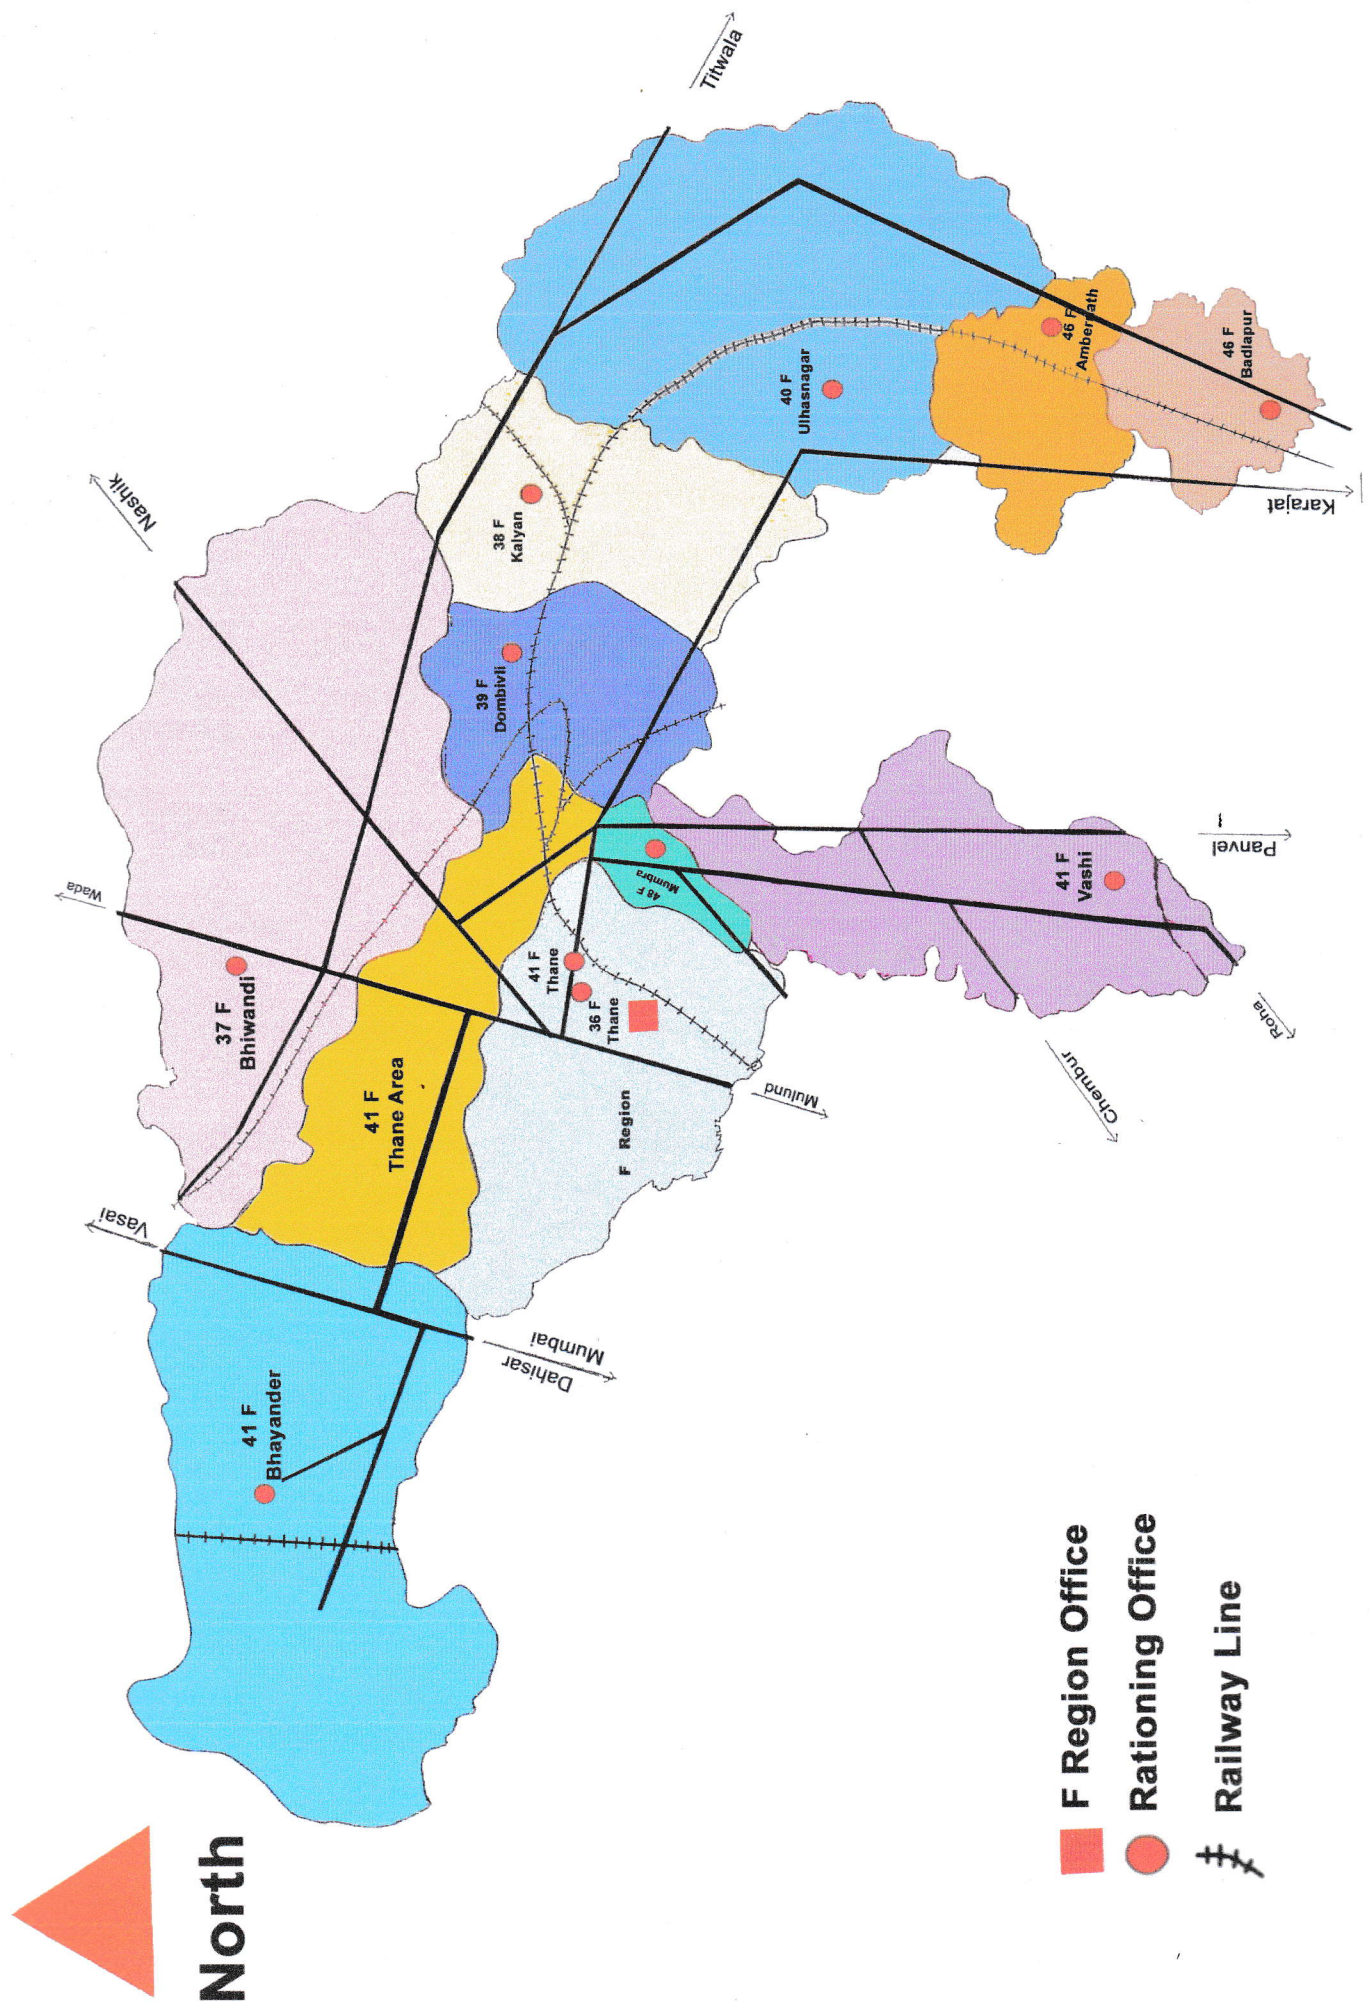 North
41 F
Bhayander
Vasai
Dahisar
Mumbai
37 F
Bhiwandi
Wada
Nashik
41 F
Thane Area
F Region
36 F
Thane
41 F
Thane
Mulund
48 F
Mumbra
39 F
Dombivli
38 F
Kalyan
Titwala
40 F
Ulhasnagar
46 F
Ambernath
46 F
Badlapur
Karajat
41 F
Vashi
Panvel
Roha
Chembur
F Region Office
Rationing Office
Railway Line